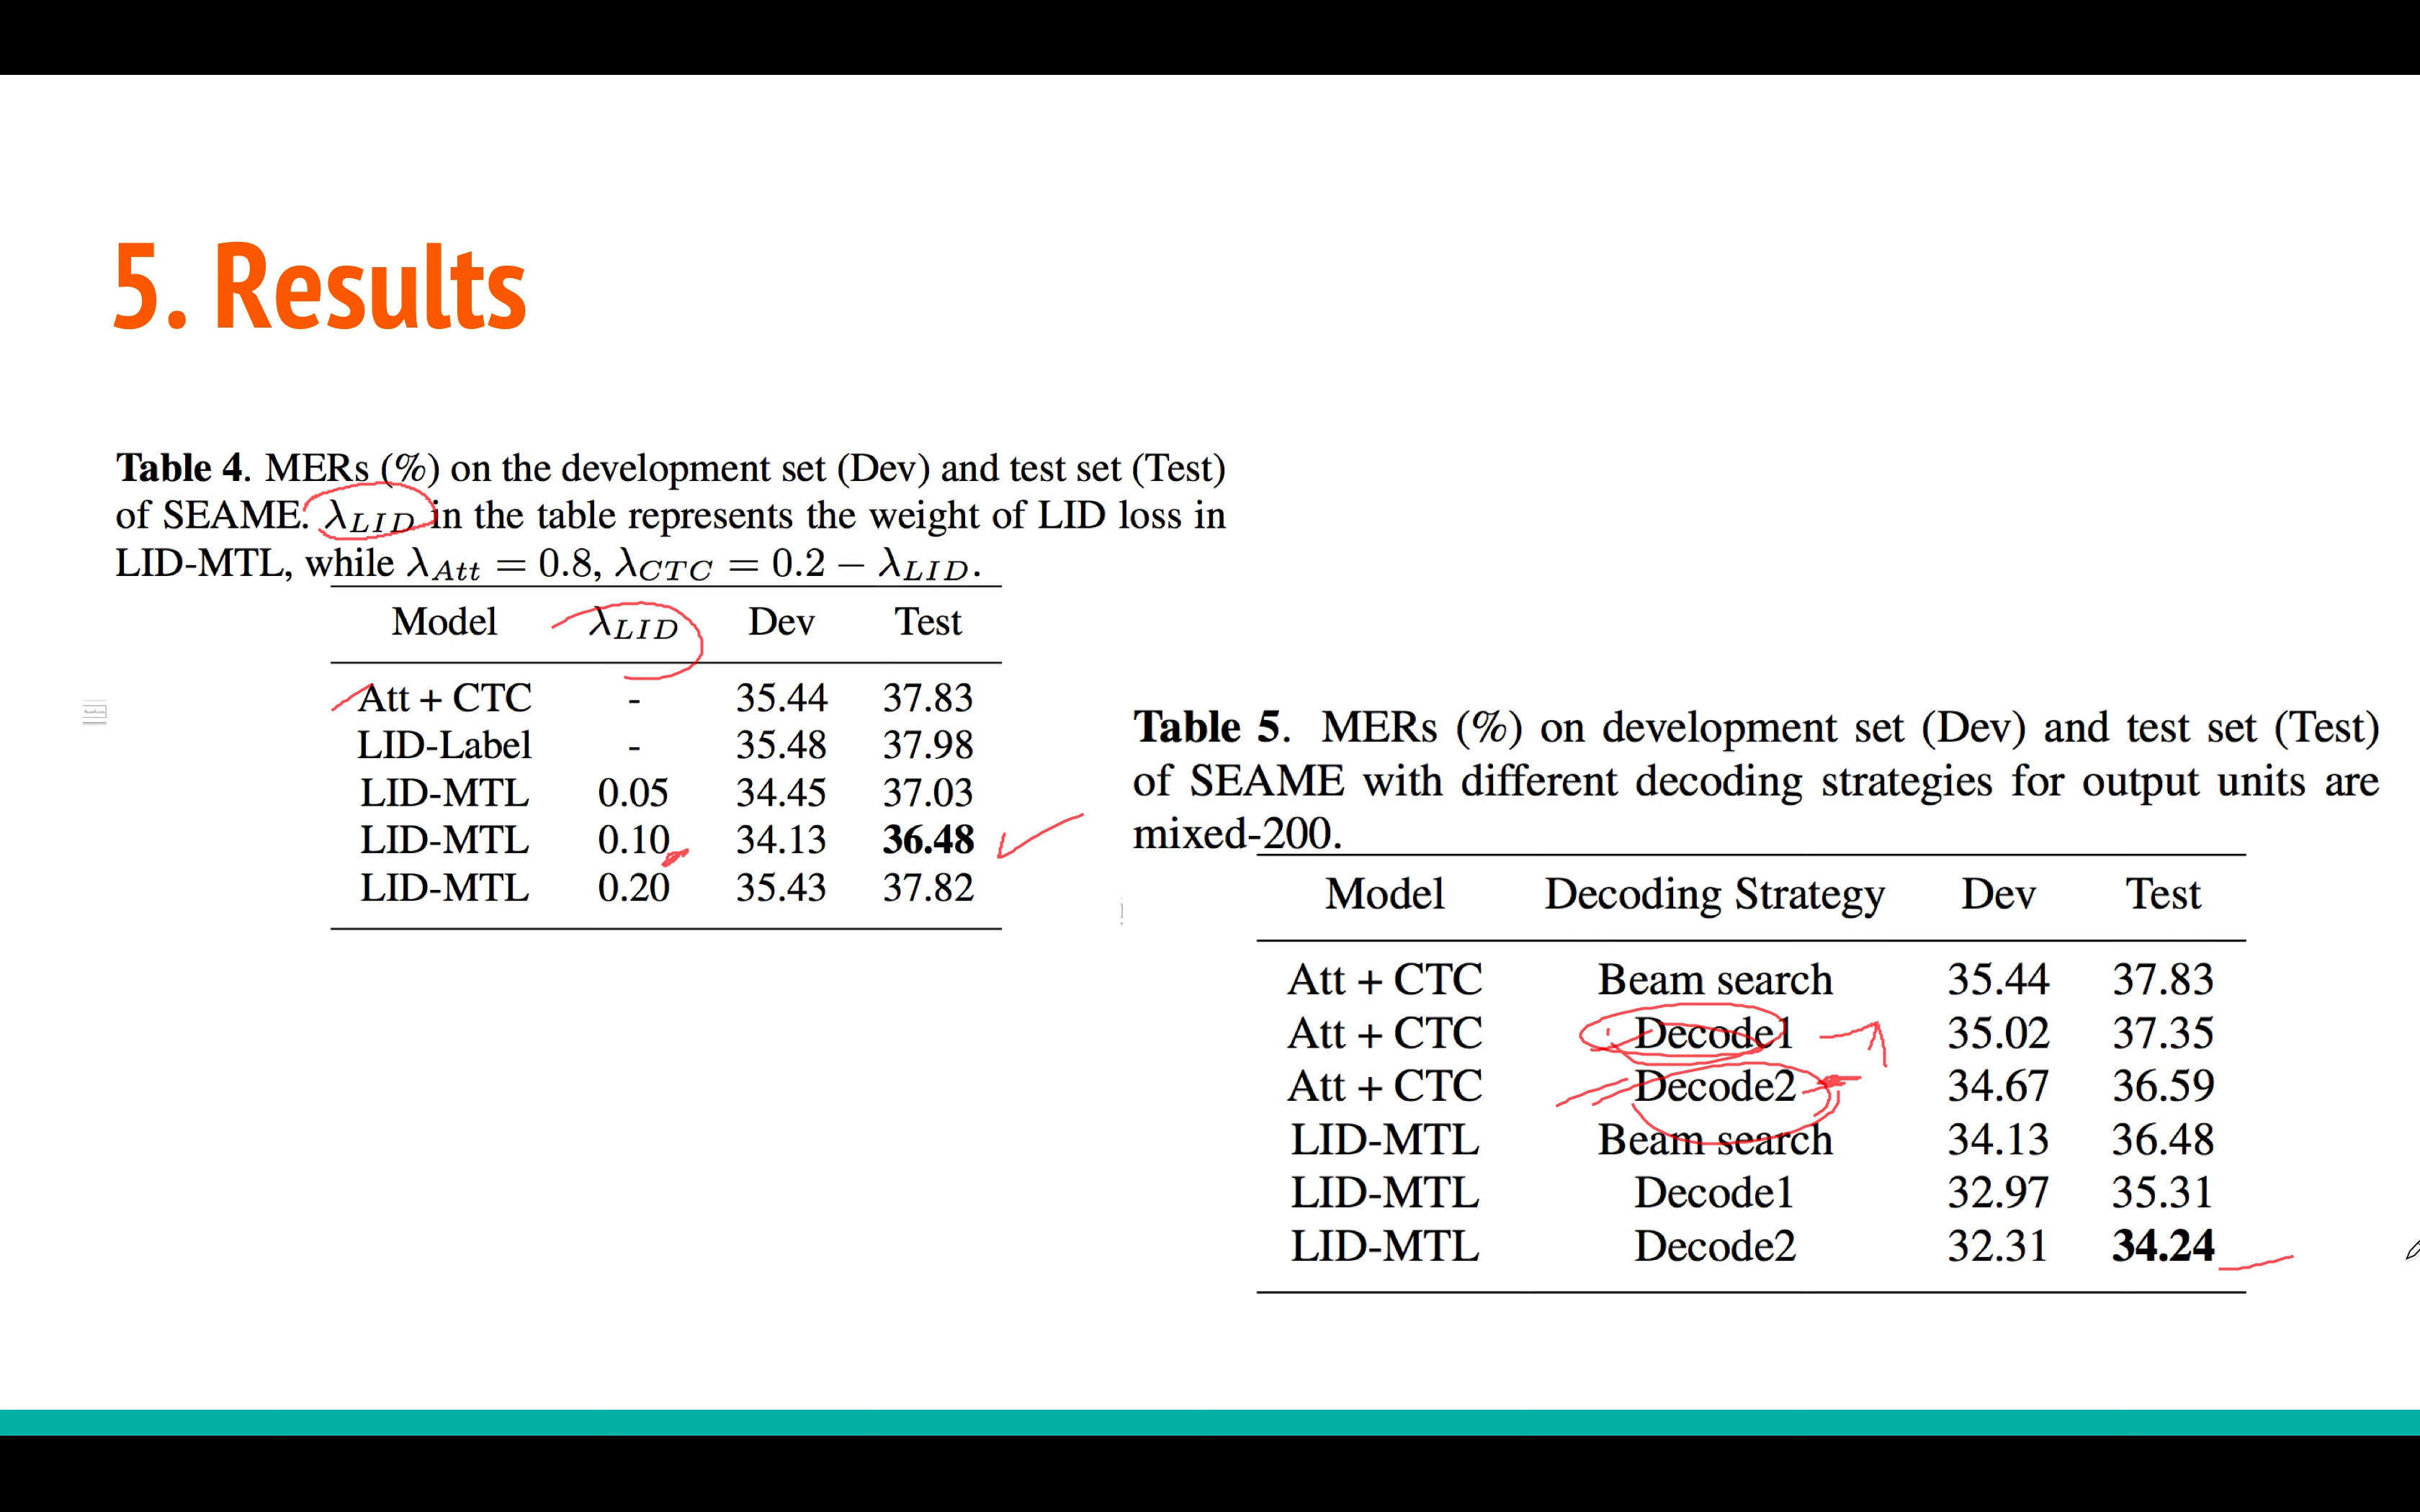 5. Results
Table 4. MERs (%) on the development set (Dev) and test set (Test)
of SEAME. λ_LID in the table represents the weight of LID loss in
LID-MTL, while λ_Att = 0.8, λ_CTC = 0.2 − λ_LID.
Model λ_LID Dev Test
Att + CTC - 35.44 37.83
LID-Label - 35.48 37.98
LID-MTL 0.05 34.45 37.03
LID-MTL 0.10 34.13 36.48
LID-MTL 0.20 35.43 37.82
Table 5. MERs (%) on development set (Dev) and test set (Test)
of SEAME with different decoding strategies for output units are
mixed-200.
Model Decoding Strategy Dev Test
Att + CTC Beam search 35.44 37.83
Att + CTC Decode1 35.02 37.35
Att + CTC Decode2 34.67 36.59
LID-MTL Beam search 34.13 36.48
LID-MTL Decode1 32.97 35.31
LID-MTL Decode2 32.31 34.24